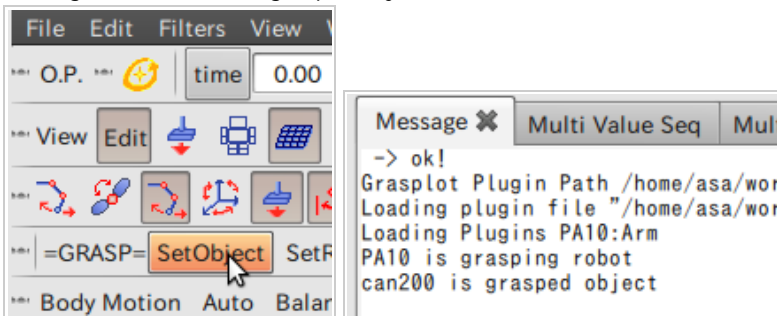 File Edit Filters View
O.P. time 0.00
View Edit
=GRASP= SetObject
Body Motion Auto
Message Multi Value Seq
-> ok!
Grasplot Plugin Path /home/asa/wor
Loading plugin file "/home/asa/wor
Loading Plugins PA10:Arm
PA10 is grasping robot
can200 is grasped object